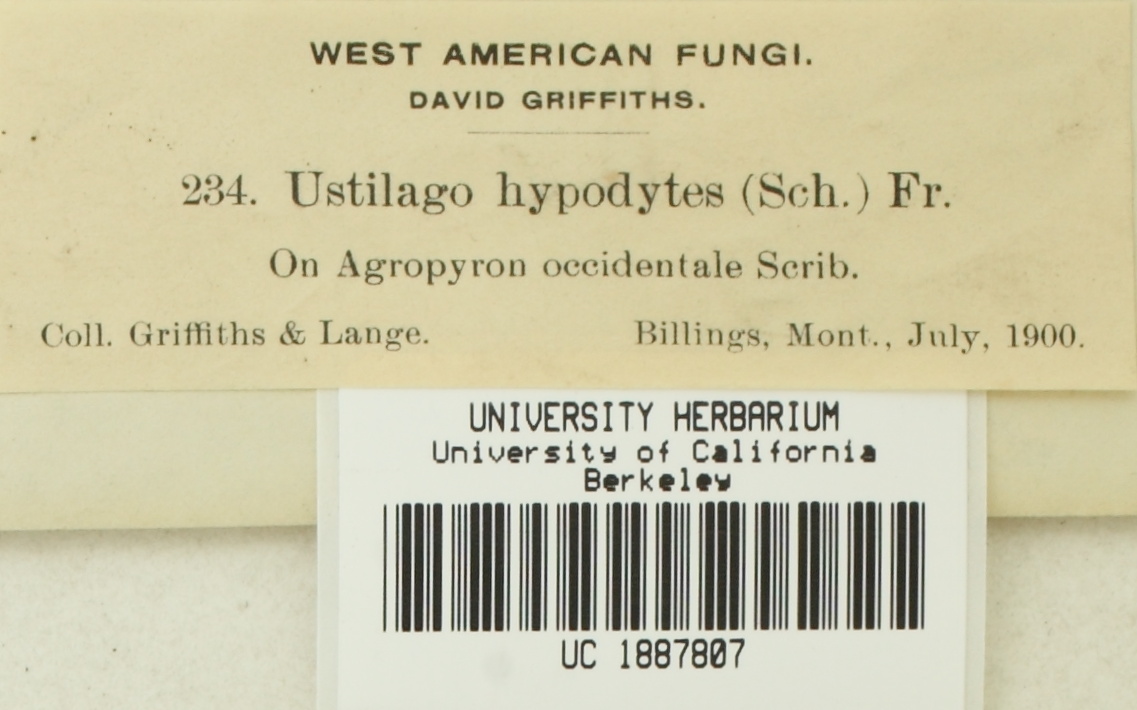 WEST AMERICAN FUNGI.
DAVID GRIFFITHS.
234. Ustilago hypodytes (Sch.) Fr.
On Agropyron occidentale Scrib.
Coll. Griffiths & Lange. Billings, Mont., July, 1900.
UNIVERSITY HERBARIUM
University of California
Berkeley
UC 1887807